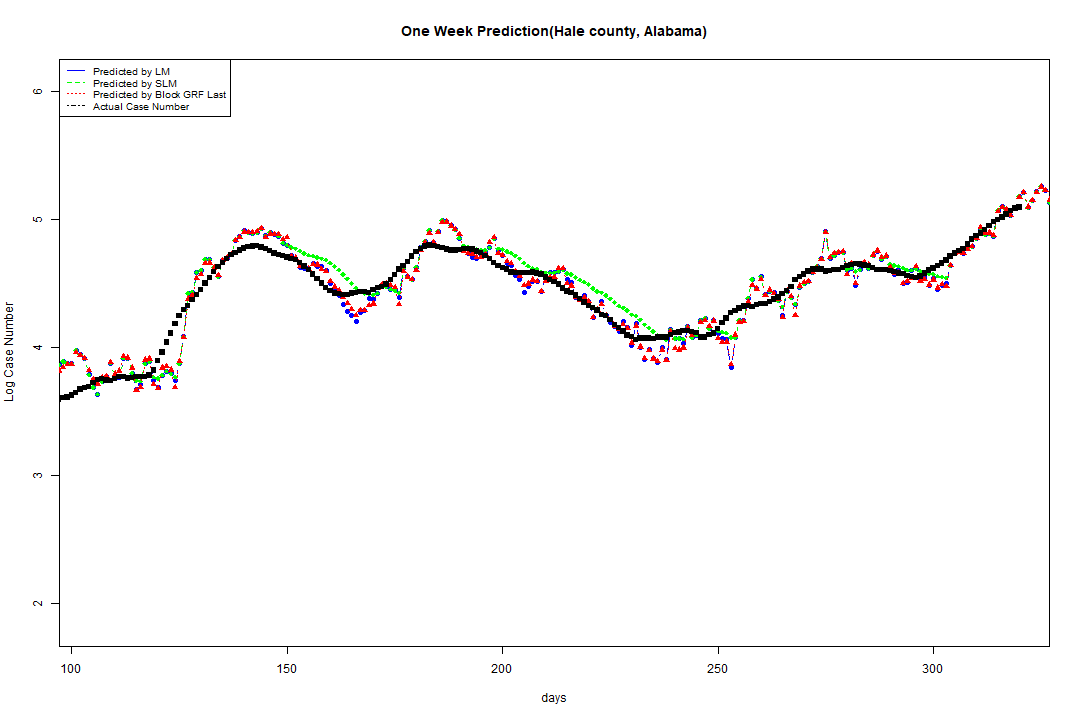 One Week Prediction(Hale county, Alabama)
Predicted by LM
Predicted by SLM
Predicted by Block GRF Last
Actual Case Number
6
5
4
3
2
Log Case Number
100 150 200 250 300
days